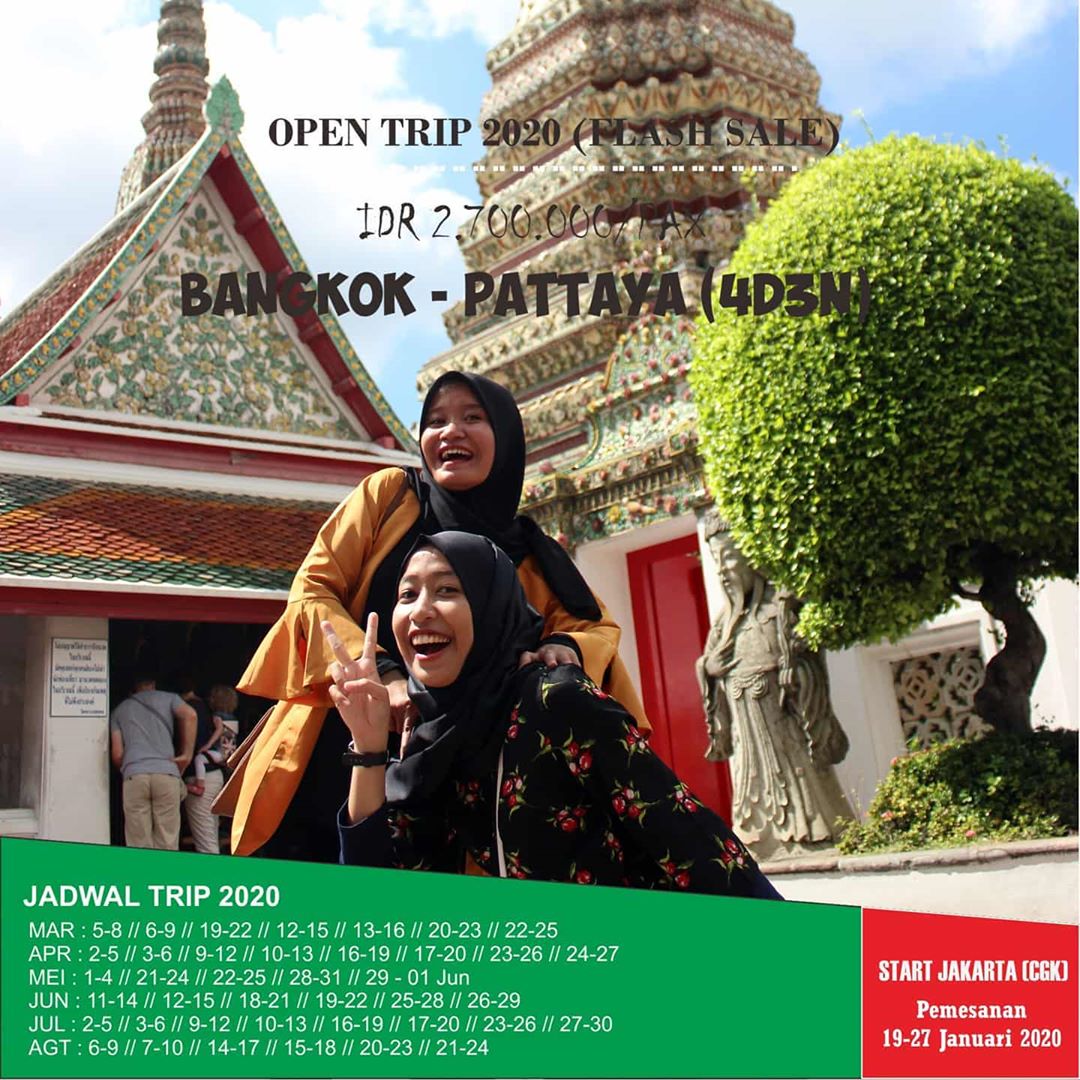 OPEN TRIP 2020 (FLASH SALE)
IDR 2.700.000/PAX
BANGKOK - PATTAYA (4D3N)
JADWAL TRIP 2020
MAR : 5-8 // 6-9 // 19-22 // 12-15 // 13-16 // 20-23 // 22-25
APR : 2-5 // 3-6 // 9-12 // 10-13 // 16-19 // 17-20 // 23-26 // 24-27
MEI : 1-4 // 21-24 // 22-25 // 28-31 // 29 - 01 Jun
JUN : 11-14 // 12-15 // 18-21 // 19-22 // 25-28 // 26-29
JUL : 2-5 // 3-6 // 9-12 // 10-13 // 16-19 // 17-20 // 23-26 // 27-30
AGT : 6-9 // 7-10 // 14-17 // 15-18 // 20-23 // 21-24
START JAKARTA (CGK)
Pemesanan
19-27 Januari 2020